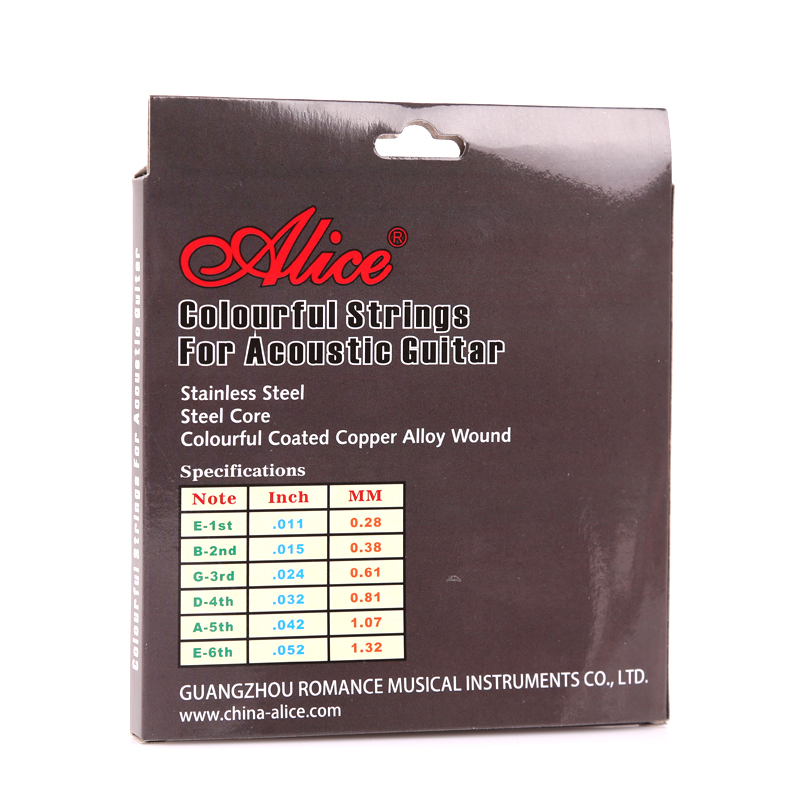 Alice®
Colourful Strings
For Acoustic Guitar
Stainless Steel
Steel Core
Colourful Coated Copper Alloy Wound
Specifications
Note Inch MM
E-1st .011 0.28
B-2nd .015 0.38
G-3rd .024 0.61
D-4th .032 0.81
A-5th .042 1.07
E-6th .052 1.32
GUANGZHOU ROMANCE MUSICAL INSTRUMENTS CO., LTD.
www.china-alice.com
Colourful Strings For Acoustic Guitar